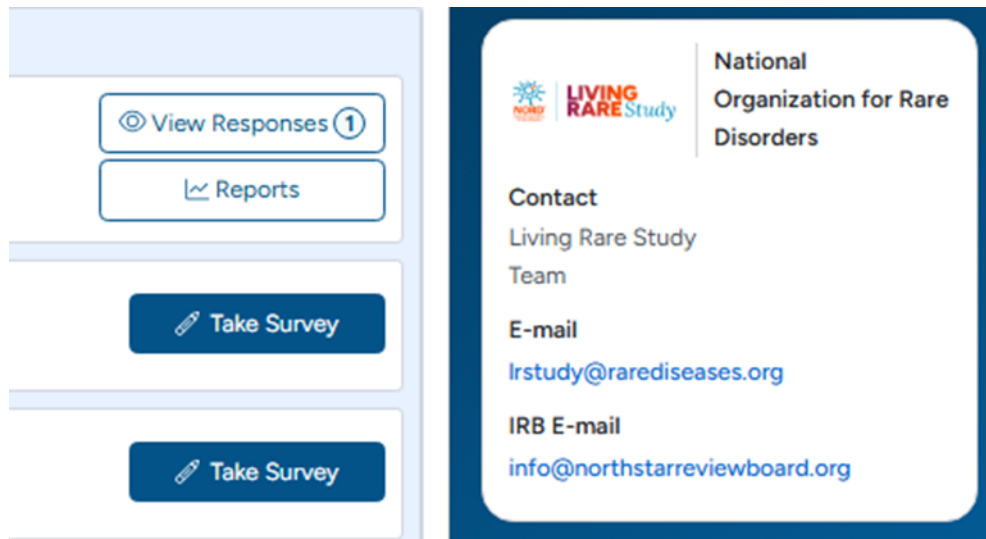 View Responses 1
Reports
Take Survey
Take Survey
NORD
LIVING
RARE Study
National
Organization for Rare
Disorders
Contact
Living Rare Study
Team
E-mail
lrstudy@rarediseases.org
IRB E-mail
info@northstarreviewboard.org